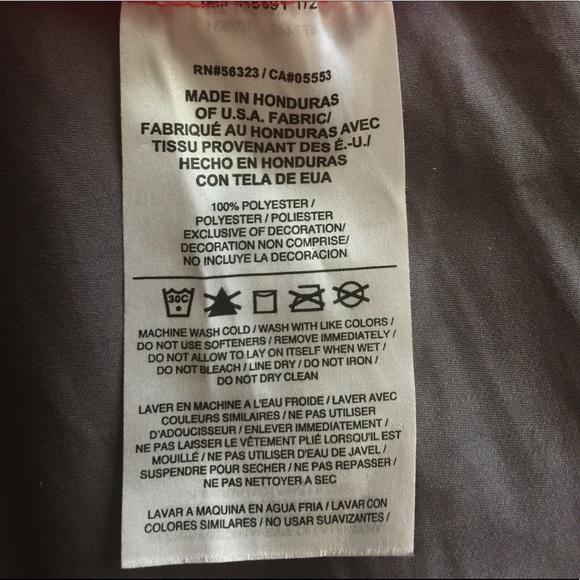 RN#56323 / CA#05553
MADE IN HONDURAS
OF U.S.A. FABRIC/
FABRIQUÉ AU HONDURAS AVEC
TISSU PROVENANT DES É.-U./
HECHO EN HONDURAS
CON TELA DE EUA
100% POLYESTER /
POLYESTER / POLIESTER
EXCLUSIVE OF DECORATION/
DECORATION NON COMPRISE/
NO INCLUYE LA DECORACION
30C
MACHINE WASH COLD / WASH WITH LIKE COLORS /
DO NOT USE SOFTENERS / REMOVE IMMEDIATELY /
DO NOT ALLOW TO LAY ON ITSELF WHEN WET /
DO NOT BLEACH / LINE DRY / DO NOT IRON /
DO NOT DRY CLEAN
LAVER EN MACHINE A L'EAU FROIDE / LAVER AVEC
COULEURS SIMILAIRES / NE PAS UTILISER
D'ADOUCISSEUR / ENLEVER IMMEDIATEMENT /
NE PAS LAISSER LE VÊTEMENT PLIÉ LORSQU'IL EST
MOUILLÉ / NE PAS UTILISER D'EAU DE JAVEL /
SUSPENDRE POUR SECHER / NE PAS REPASSER /
NE PAS NETTOYER A SEC
LAVAR A MAQUINA EN AGUA FRIA / LAVAR CON
COLORES SIMILARES / NO USAR SUAVIZANTES /